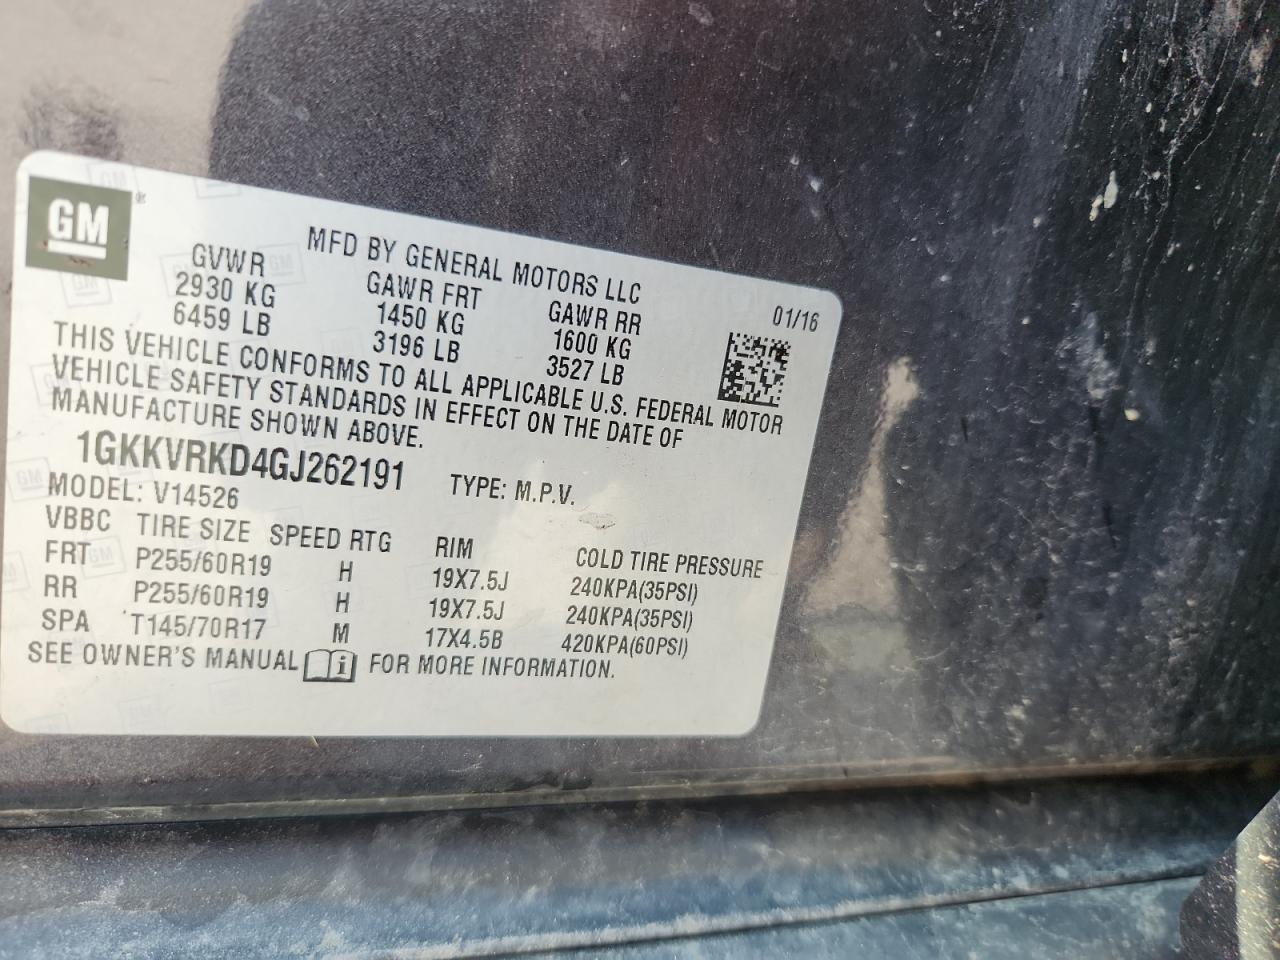 GM®
MFD BY GENERAL MOTORS LLC
GVWR GAWR FRT GAWR RR 01/16
2930 KG 1450 KG 1600 KG
6459 LB 3196 LB 3527 LB
THIS VEHICLE CONFORMS TO ALL APPLICABLE U.S. FEDERAL MOTOR
VEHICLE SAFETY STANDARDS IN EFFECT ON THE DATE OF
MANUFACTURE SHOWN ABOVE.
1GKKVRKD4GJ262191 TYPE: M.P.V.
MODEL: V14526
VBBC TIRE SIZE SPEED RTG RIM COLD TIRE PRESSURE
FRT P255/60R19 H 19X7.5J 240KPA(35PSI)
RR P255/60R19 H 19X7.5J 240KPA(35PSI)
SPA T145/70R17 M 17X4.5B 420KPA(60PSI)
SEE OWNER'S MANUAL i FOR MORE INFORMATION.